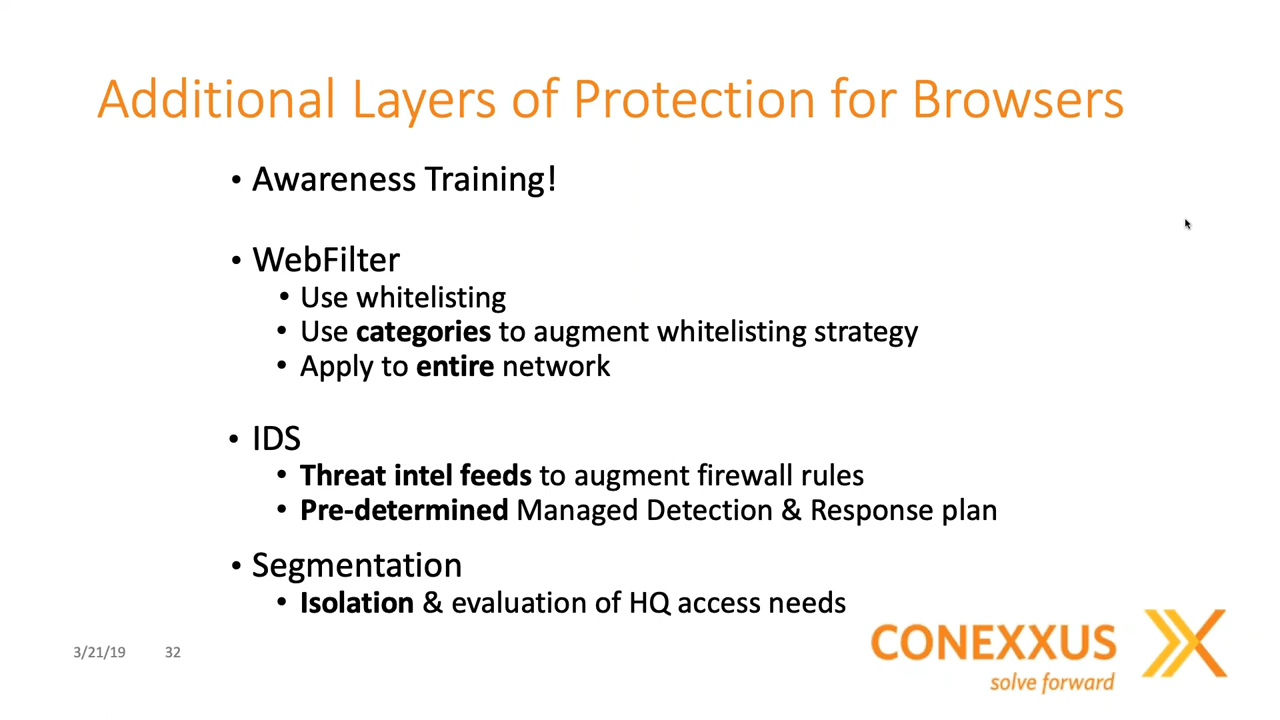 Additional Layers of Protection for Browsers
• Awareness Training!
• WebFilter
• Use whitelisting
• Use categories to augment whitelisting strategy
• Apply to entire network
• IDS
• Threat intel feeds to augment firewall rules
• Pre-determined Managed Detection & Response plan
• Segmentation
• Isolation & evaluation of HQ access needs
3/21/19 32
CONEXXUS
solve forward